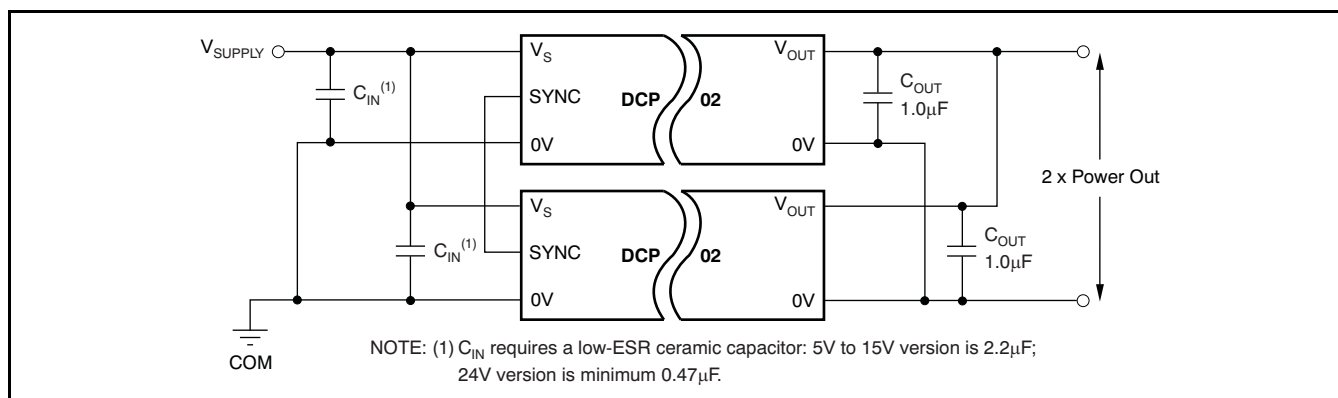 V_SUPPLY
C_IN^(1)
V_S
SYNC
0V
DCP
02
V_OUT
0V
C_OUT
1.0μF
C_IN^(1)
V_S
SYNC
0V
DCP
02
V_OUT
0V
C_OUT
1.0μF
2 x Power Out
COM
NOTE: (1) C_IN requires a low-ESR ceramic capacitor: 5V to 15V version is 2.2μF;
24V version is minimum 0.47μF.